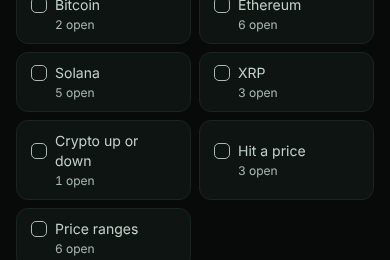 Bitcoin
2 open
Ethereum
6 open
Solana
5 open
XRP
3 open
Crypto up or
down
1 open
Hit a price
3 open
Price ranges
6 open